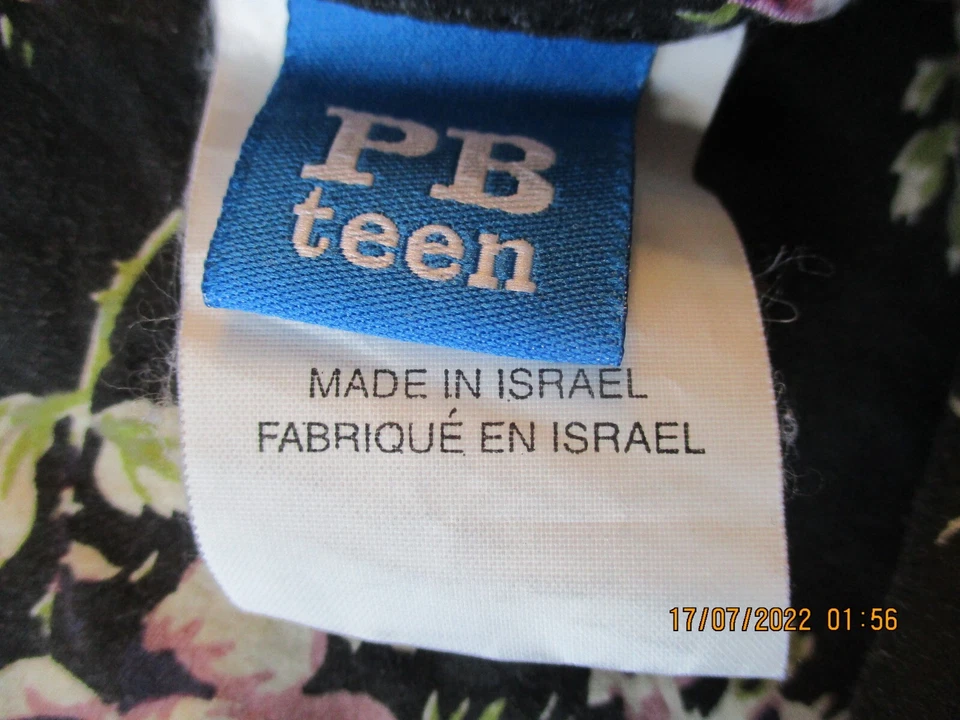 PB
teen
MADE IN ISRAEL
FABRIQUÉ EN ISRAEL
17/07/2022 01:56